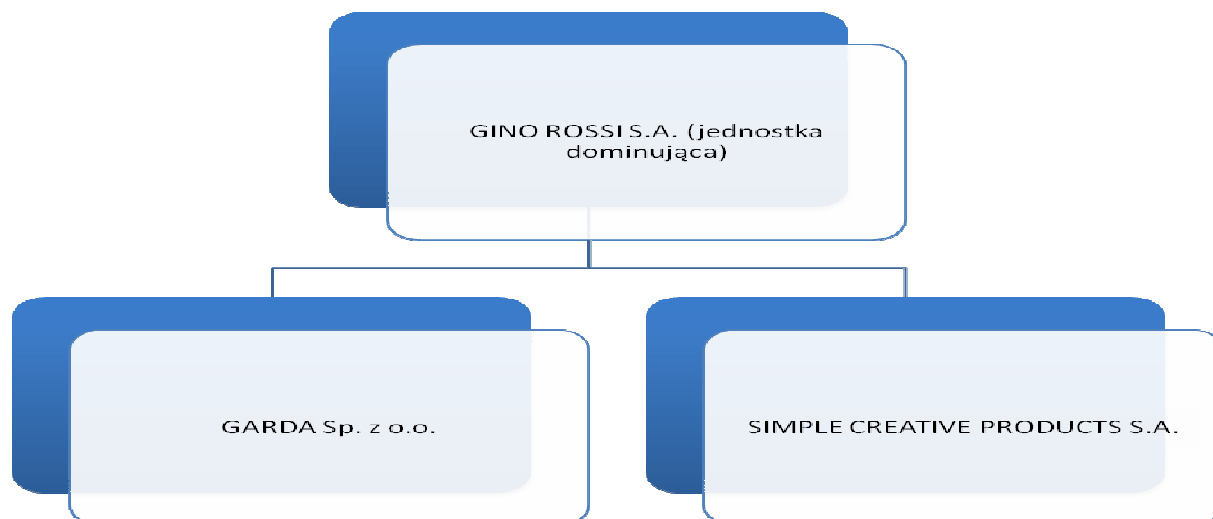 GINO ROSSI S.A. (jednostka
dominująca)
GARDA Sp. z o.o.
SIMPLE CREATIVE PRODUCTS S.A.